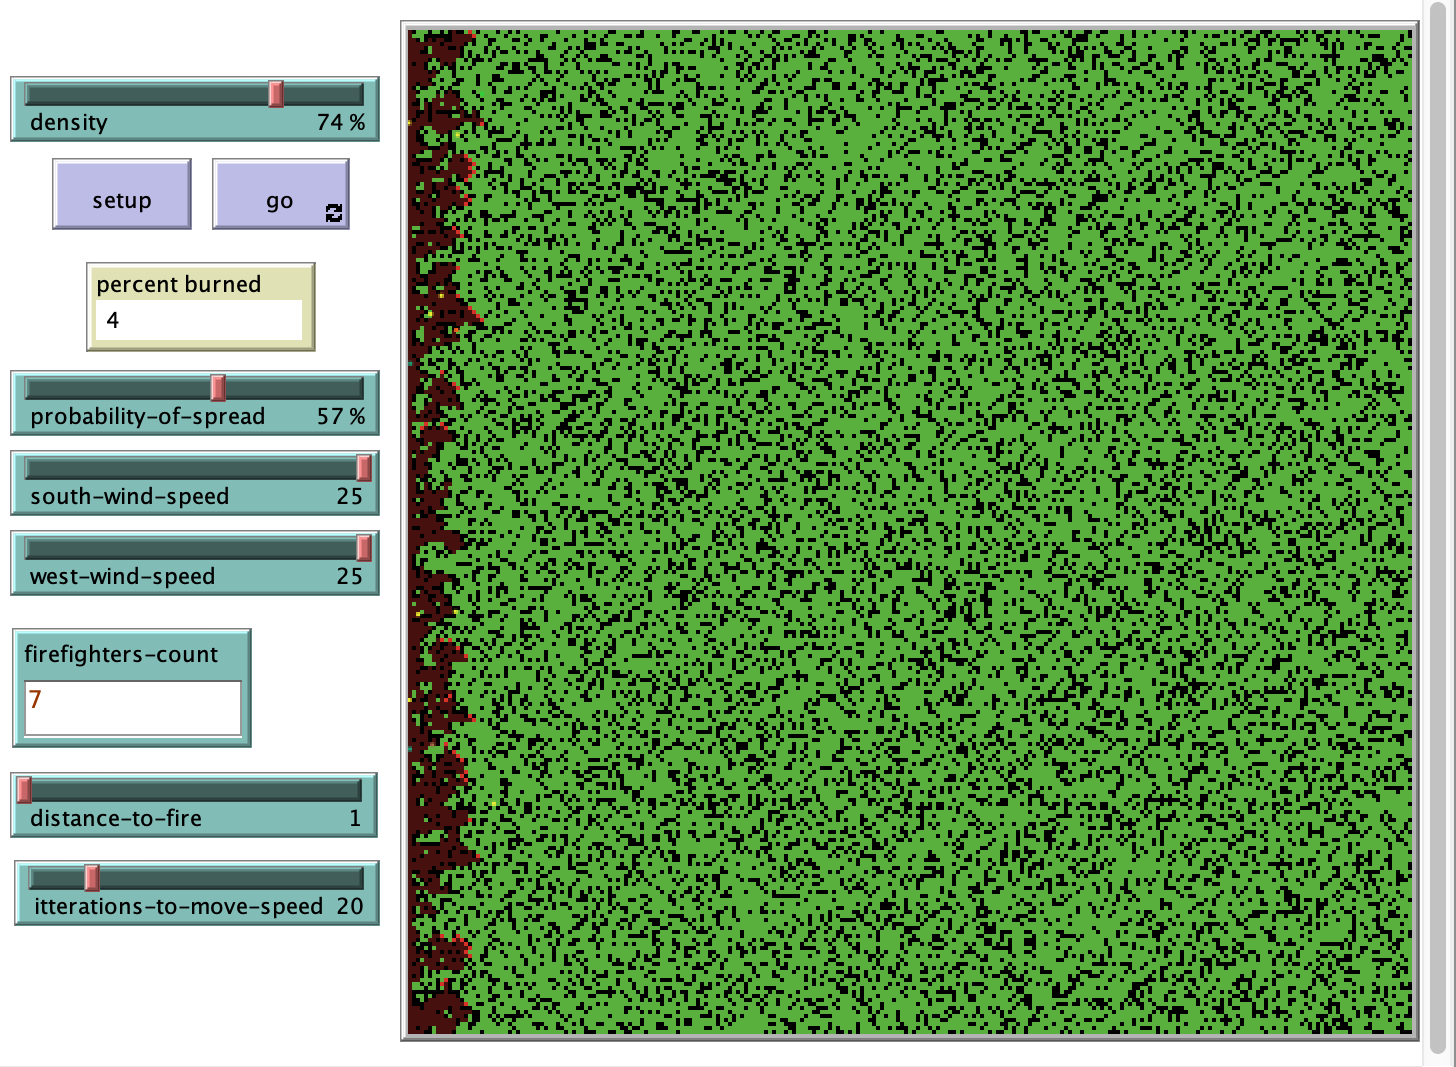 density 74 %
setup
go
percent burned
4
probability-of-spread 57 %
south-wind-speed 25
west-wind-speed 25
firefighters-count
7
distance-to-fire 1
itterations-to-move-speed 20